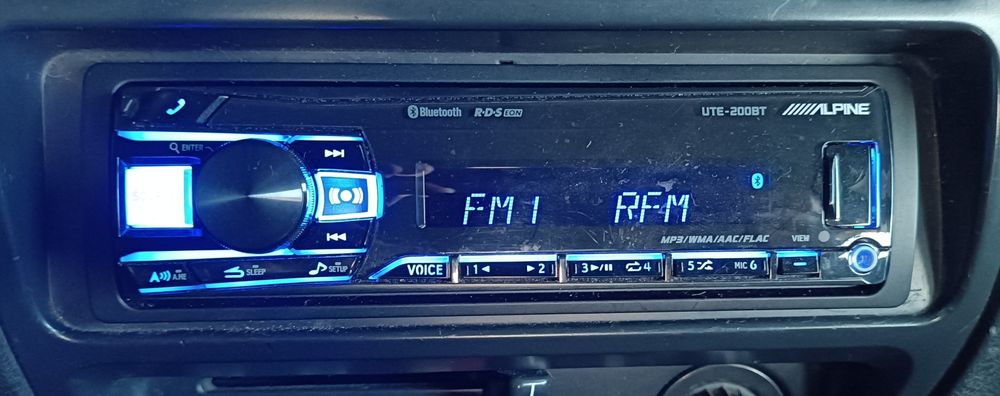 Bluetooth R·D·S EON UTE-200BT ALPINE
ENTER
FM1 RFM
MP3/WMA/AAC/FLAC VIEW
A.ME SLEEP SETUP VOICE 1 2 3 4 5 MIC 6